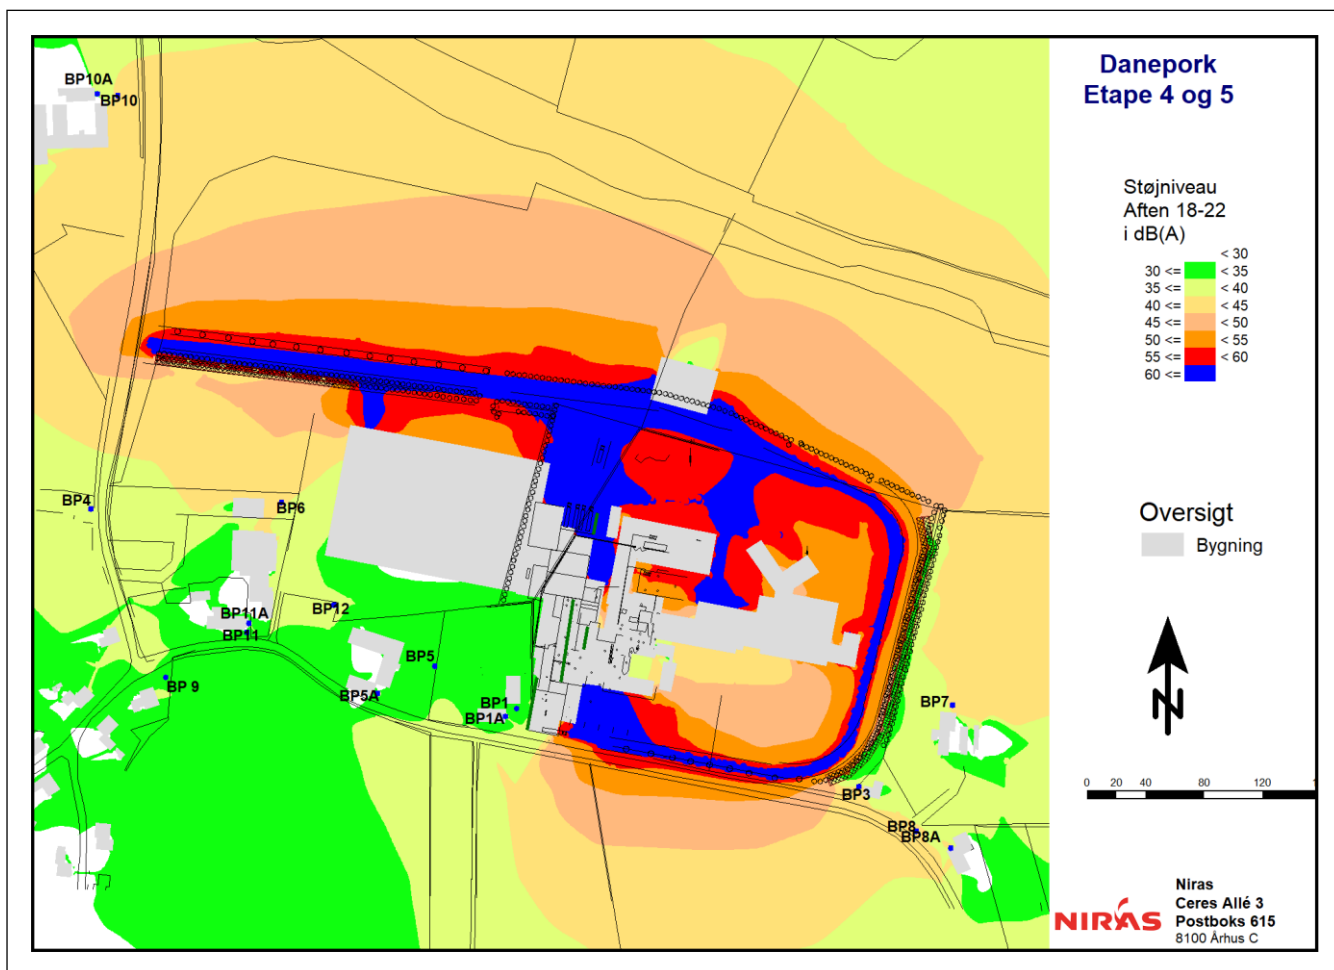 Danepork
Etape 4 og 5
Støjniveau
Aften 18-22
i dB(A)
< 30
30 <= < 35
35 <= < 40
40 <= < 45
45 <= < 50
50 <= < 55
55 <= < 60
60 <=
Oversigt
Bygning
N
0 20 40 80 120
NIRAS
Niras
Ceres Allé 3
Postboks 615
8100 Århus C
BP10A
BP10
BP4
BP6
BP11A
BP11
BP12
BP 9
BP5
BP5A
BP1
BP1A
BP7
BP3
BP8
BP8A